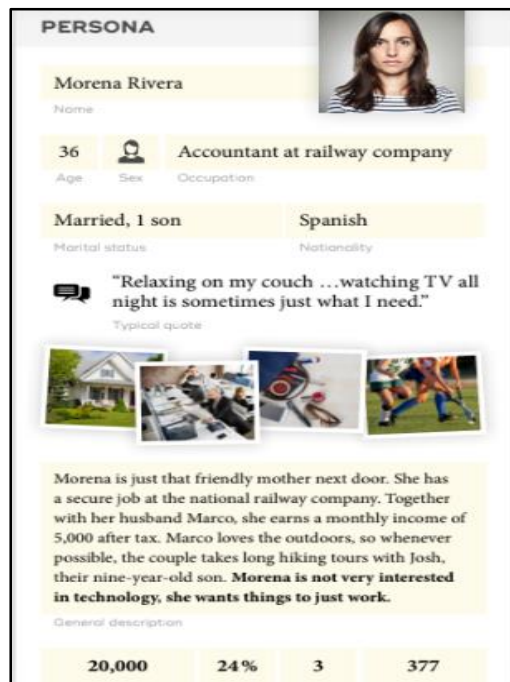 PERSONA
Morena Rivera
Name
36 Accountant at railway company
Age Sex Occupation
Married, 1 son Spanish
Marital status Nationality
“Relaxing on my couch …watching TV all
night is sometimes just what I need.”
Typical quote
Morena is just that friendly mother next door. She has
a secure job at the national railway company. Together
with her husband Marco, she earns a monthly income of
5,000 after tax. Marco loves the outdoors, so whenever
possible, the couple takes long hiking tours with Josh,
their nine-year-old son. Morena is not very interested
in technology, she wants things to just work.
General description
20,000 24% 3 377